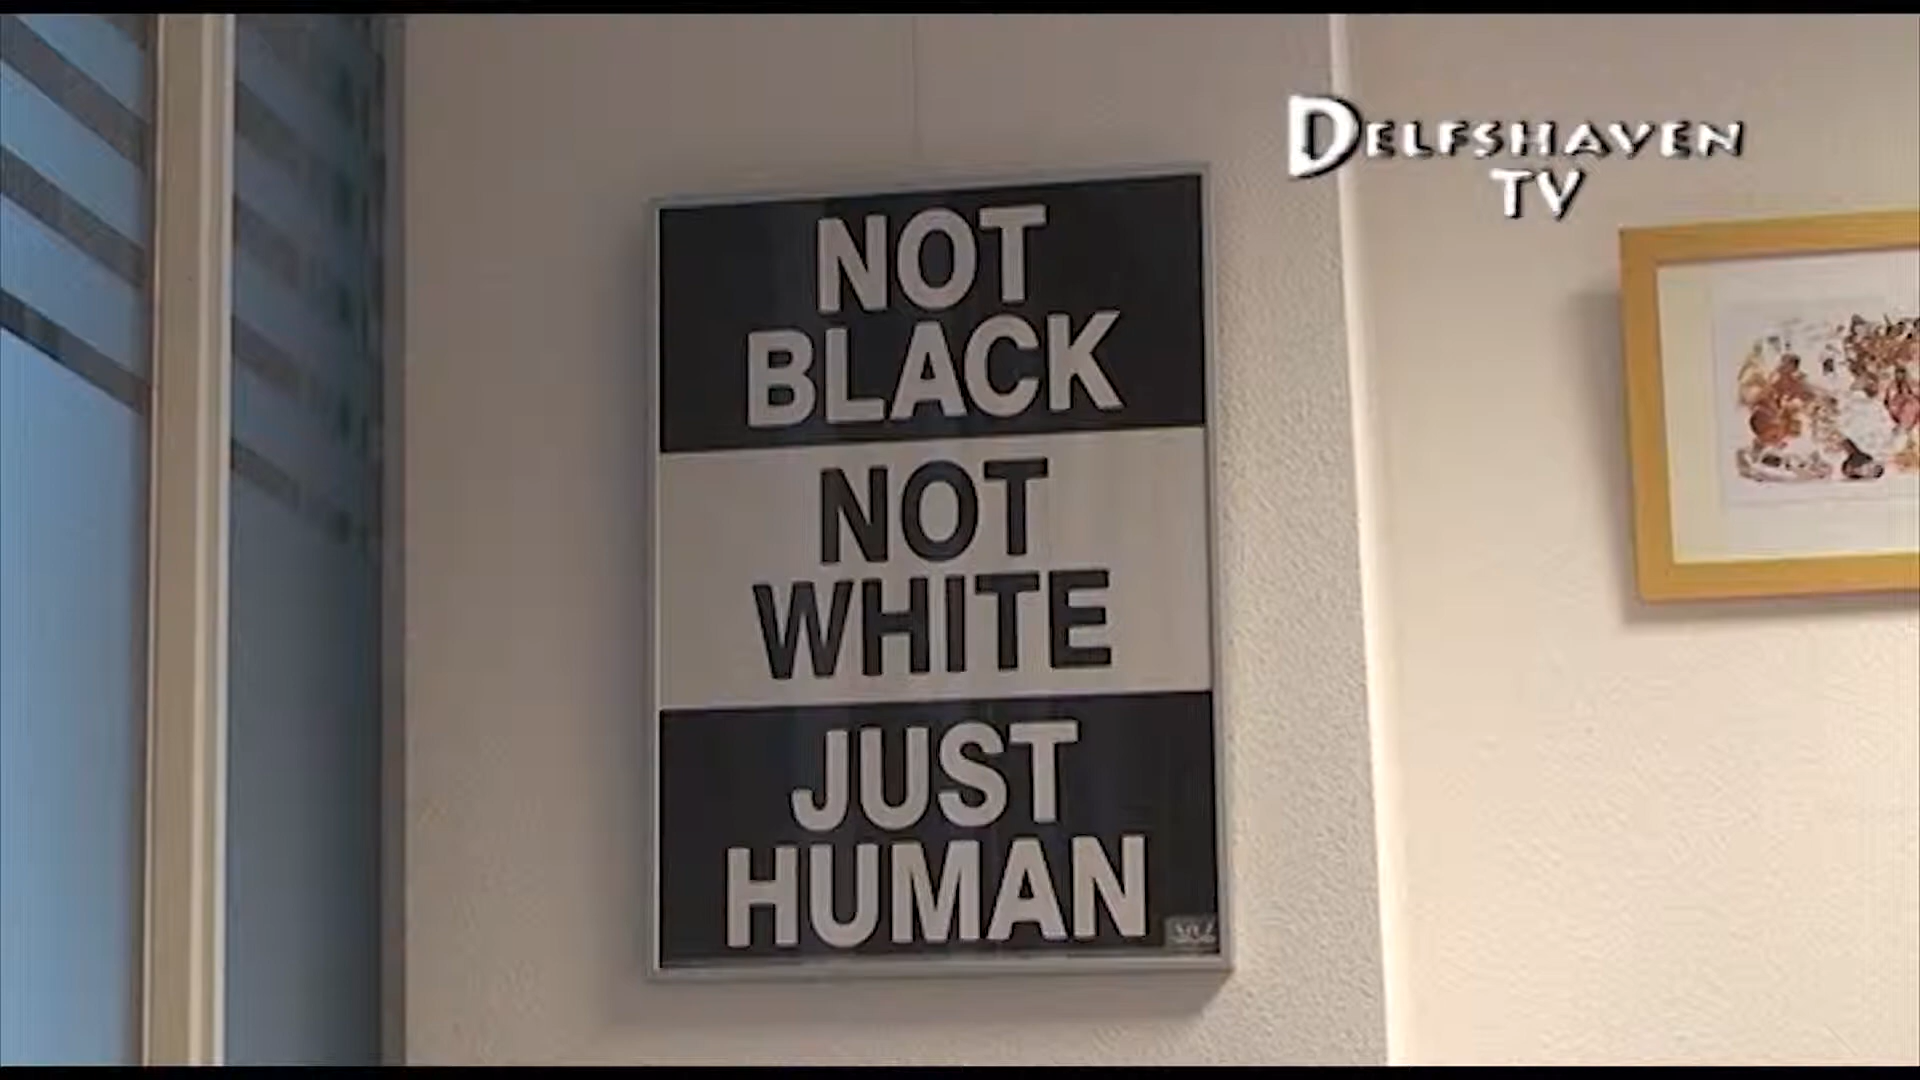 DELFSHAVEN
TV
NOT
BLACK
NOT
WHITE
JUST
HUMAN